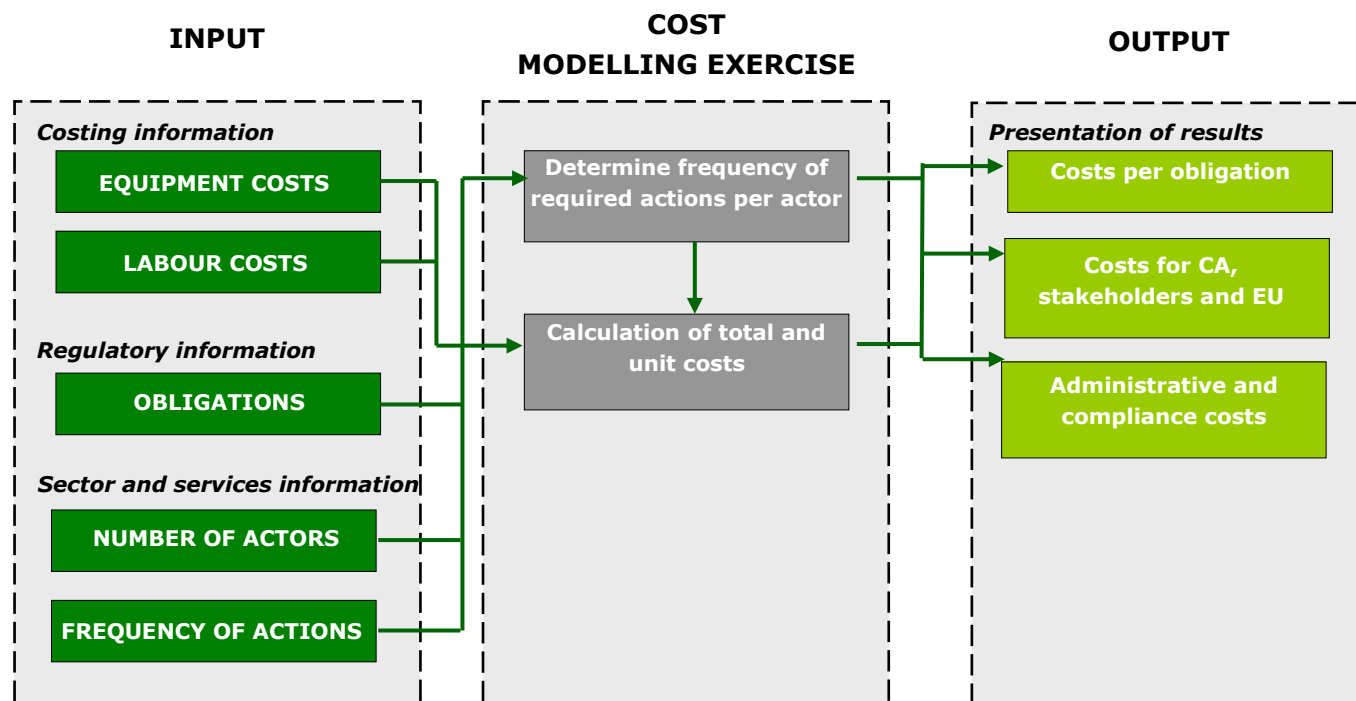 INPUT
COST
MODELLING EXERCISE
OUTPUT
Costing information
EQUIPMENT COSTS
LABOUR COSTS
Regulatory information
OBLIGATIONS
Sector and services information
NUMBER OF ACTORS
FREQUENCY OF ACTIONS
Determine frequency of
required actions per actor
Calculation of total and
unit costs
Presentation of results
Costs per obligation
Costs for CA,
stakeholders and EU
Administrative and
compliance costs